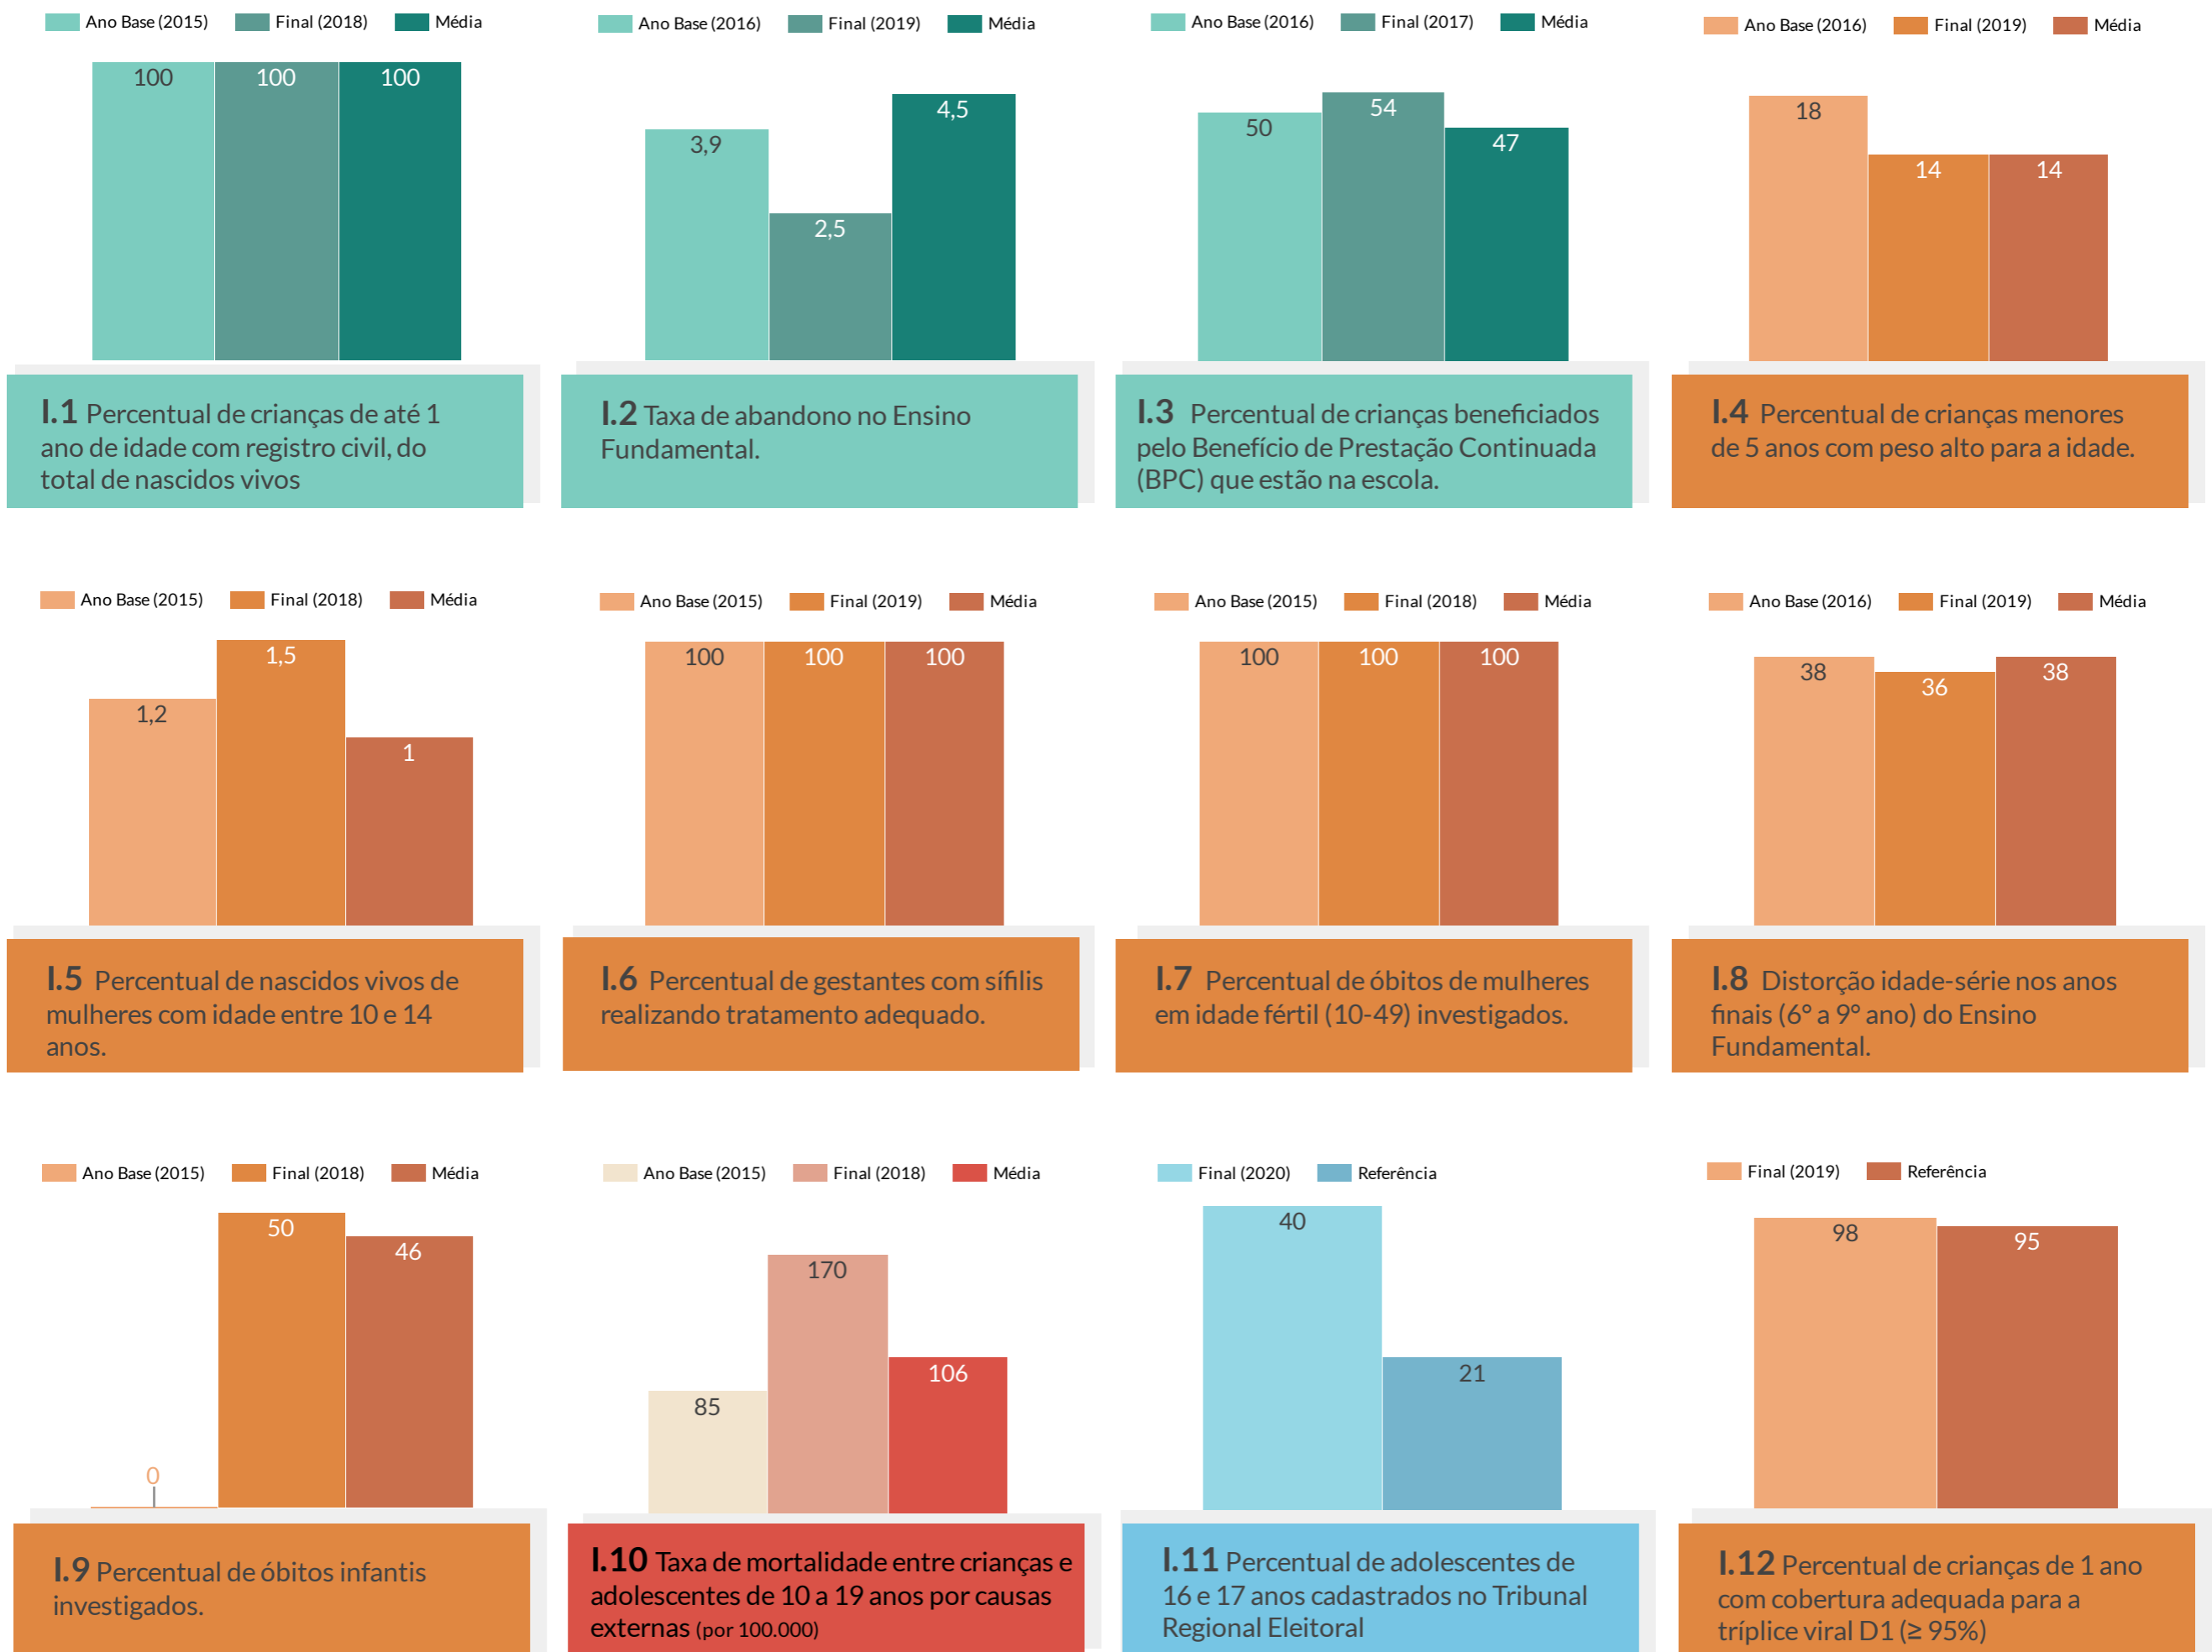 Ano Base (2015) Final (2018) Média
100 100 100
I.1 Percentual de crianças de até 1
ano de idade com registro civil, do
total de nascidos vivos
Ano Base (2016) Final (2019) Média
3,9 2,5 4,5
I.2 Taxa de abandono no Ensino
Fundamental.
Ano Base (2016) Final (2017) Média
50 54 47
I.3 Percentual de crianças beneficiados
pelo Benefício de Prestação Continuada
(BPC) que estão na escola.
Ano Base (2016) Final (2019) Média
18 14 14
I.4 Percentual de crianças menores
de 5 anos com peso alto para a idade.
Ano Base (2015) Final (2018) Média
1,2 1,5 1
I.5 Percentual de nascidos vivos de
mulheres com idade entre 10 e 14
anos.
Ano Base (2015) Final (2019) Média
100 100 100
I.6 Percentual de gestantes com sífilis
realizando tratamento adequado.
Ano Base (2015) Final (2018) Média
100 100 100
I.7 Percentual de óbitos de mulheres
em idade fértil (10-49) investigados.
Ano Base (2016) Final (2019) Média
38 36 38
I.8 Distorção idade-série nos anos
finais (6° a 9° ano) do Ensino
Fundamental.
Ano Base (2015) Final (2018) Média
0 50 46
I.9 Percentual de óbitos infantis
investigados.
Ano Base (2015) Final (2018) Média
85 170 106
I.10 Taxa de mortalidade entre crianças e
adolescentes de 10 a 19 anos por causas
externas (por 100.000)
Final (2020) Referência
40 21
I.11 Percentual de adolescentes de
16 e 17 anos cadastrados no Tribunal
Regional Eleitoral
Final (2019) Referência
98 95
I.12 Percentual de crianças de 1 ano
com cobertura adequada para a
tríplice viral D1 (≥ 95%)